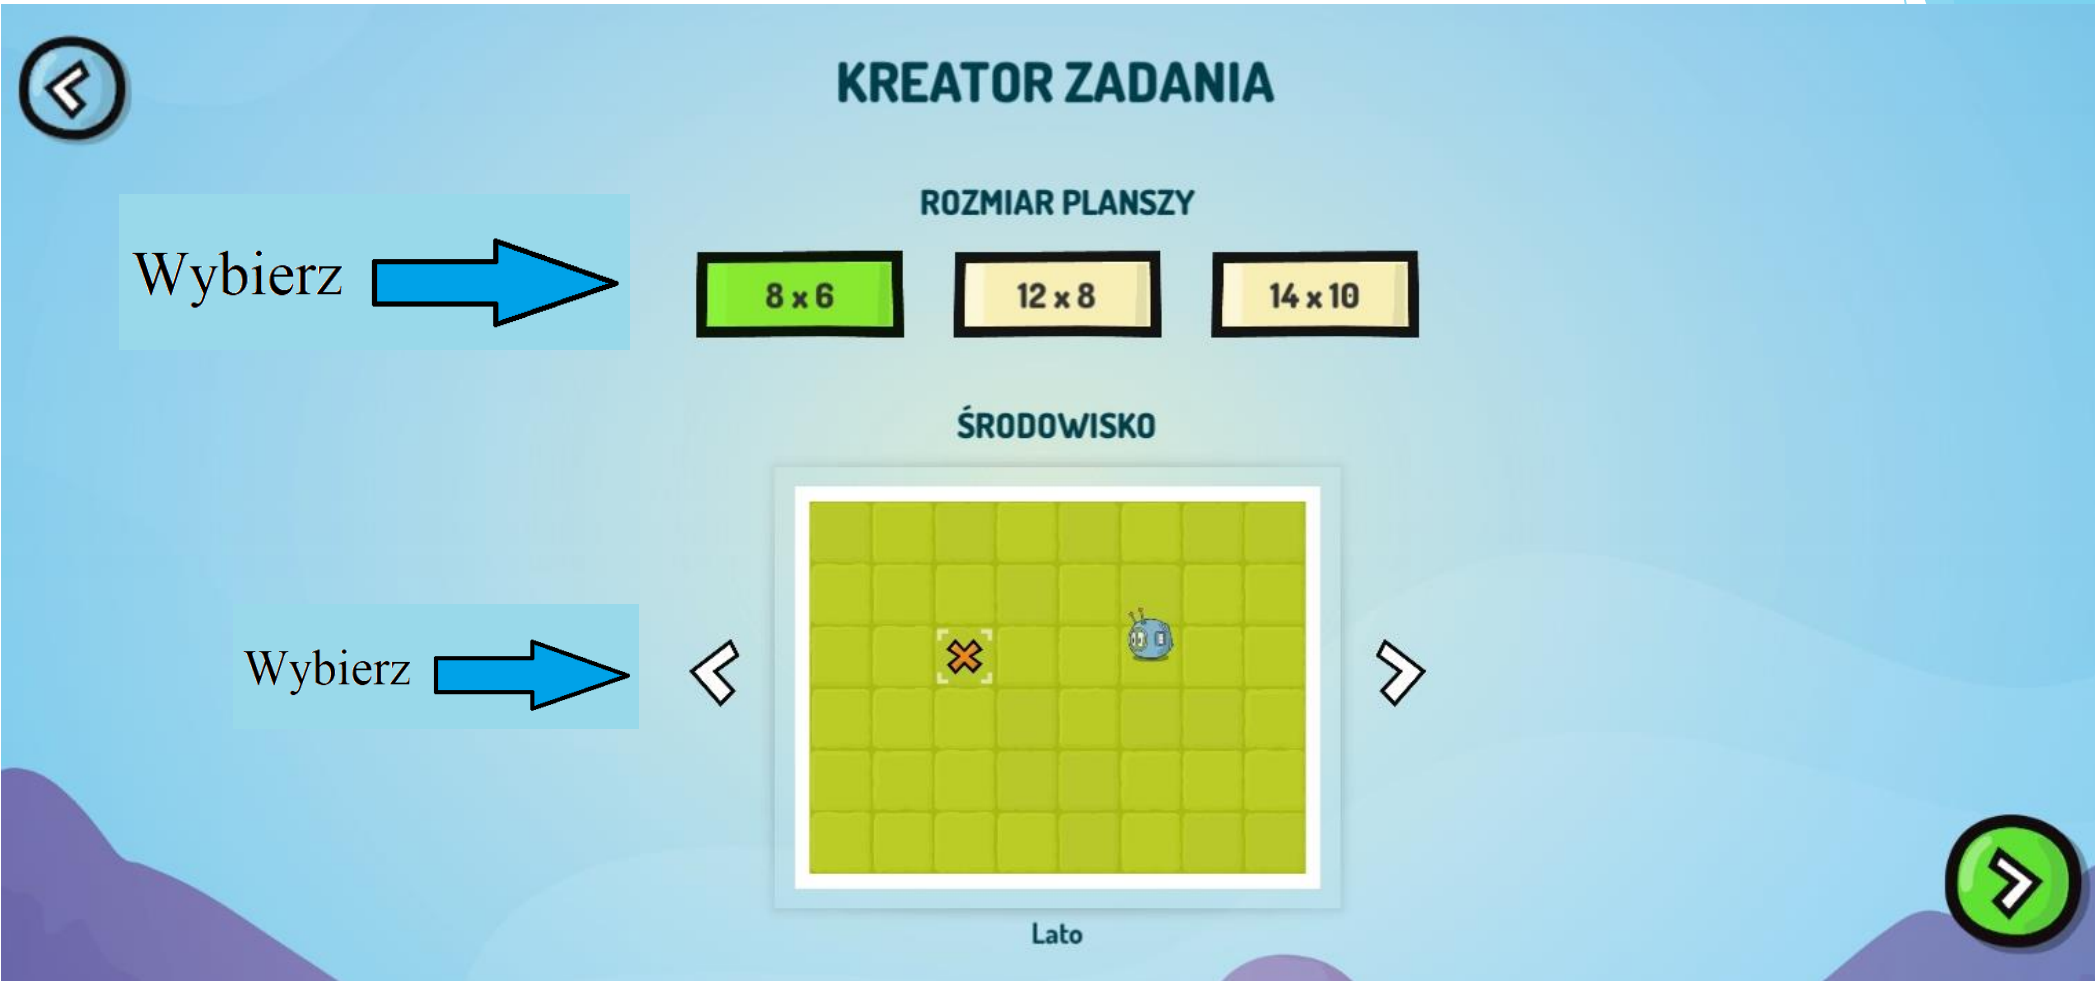 KREATOR ZADANIA
ROZMIAR PLANSZY
Wybierz
8 x 6
12 x 8
14 x 10
ŚRODOWISKO
Wybierz
Lato